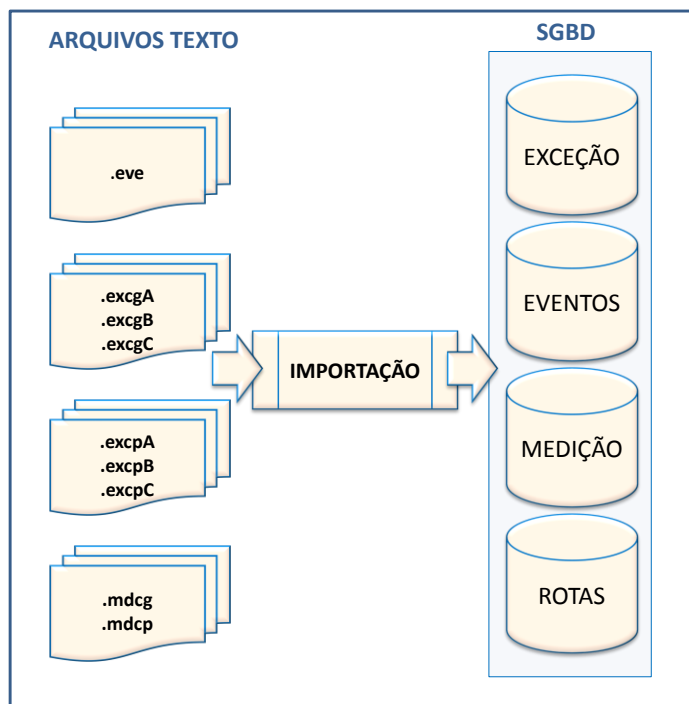 ARQUIVOS TEXTO
.eve
.excgA
.excgB
.excgC
.excpA
.excpB
.excpC
.mdcg
.mdcp
IMPORTAÇÃO
SGBD
EXCEÇÃO
EVENTOS
MEDIÇÃO
ROTAS